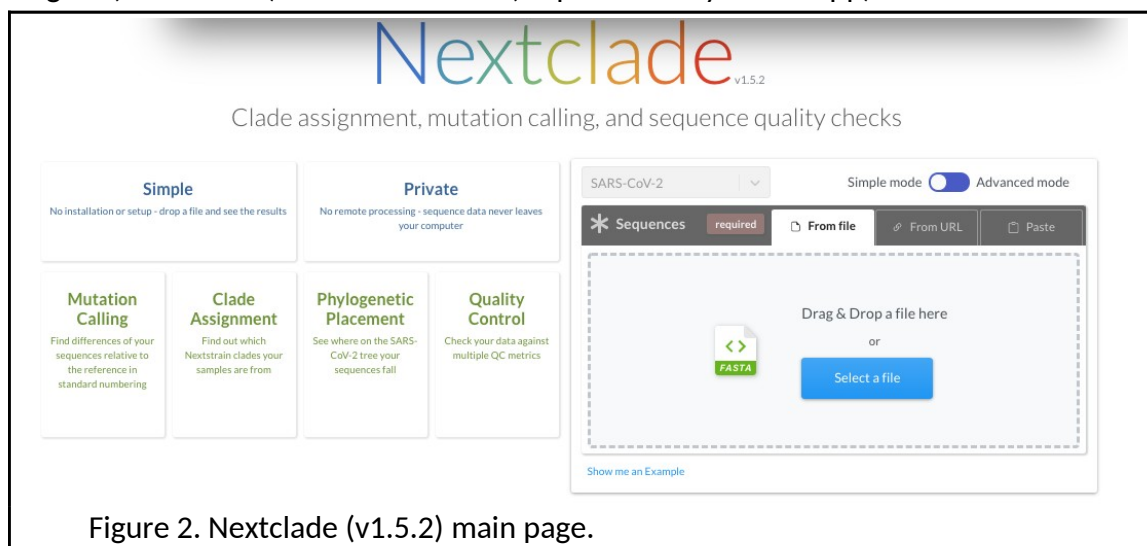 Nextclade v1.5.2
Clade assignment, mutation calling, and sequence quality checks
Simple
No installation or setup - drop a file and see the results
Private
No remote processing - sequence data never leaves
your computer
Mutation
Calling
Find differences of your
sequences relative to
the reference in
standard numbering
Clade
Assignment
Find out which
Nextstrain clades your
samples are from
Phylogenetic
Placement
See where on the SARS-
CoV-2 tree your
sequences fall
Quality
Control
Check your data against
multiple QC metrics
SARS-CoV-2
Simple mode Advanced mode
Sequences required From file From URL Paste
Drag & Drop a file here
or
FASTA
Select a file
Show me an Example
Figure 2. Nextclade (v1.5.2) main page.